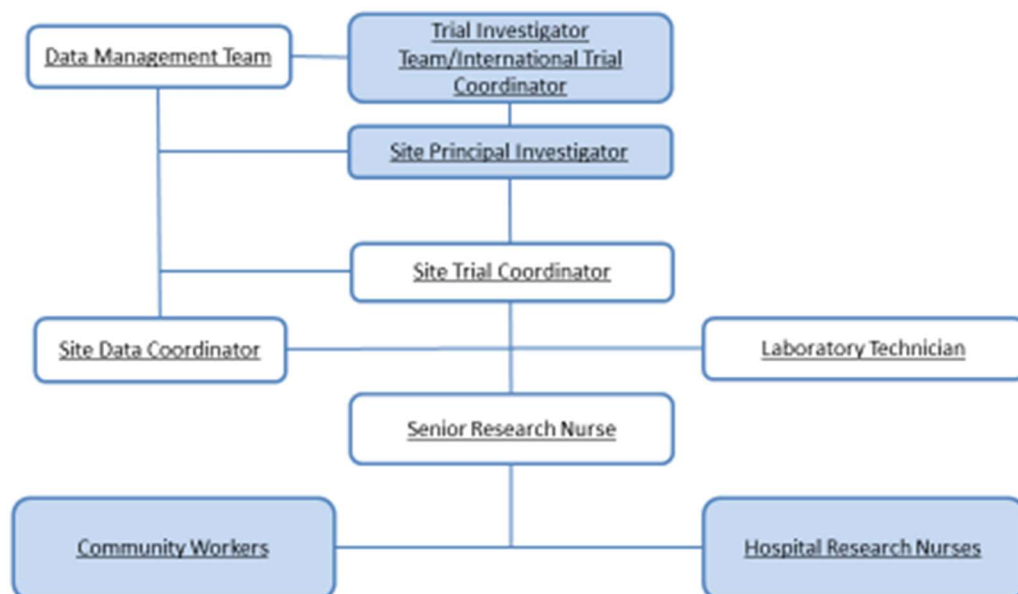 Data Management Team
Trial Investigator
Team/International Trial
Coordinator
Site Principal Investigator
Site Trial Coordinator
Site Data Coordinator
Laboratory Technician
Senior Research Nurse
Community Workers
Hospital Research Nurses